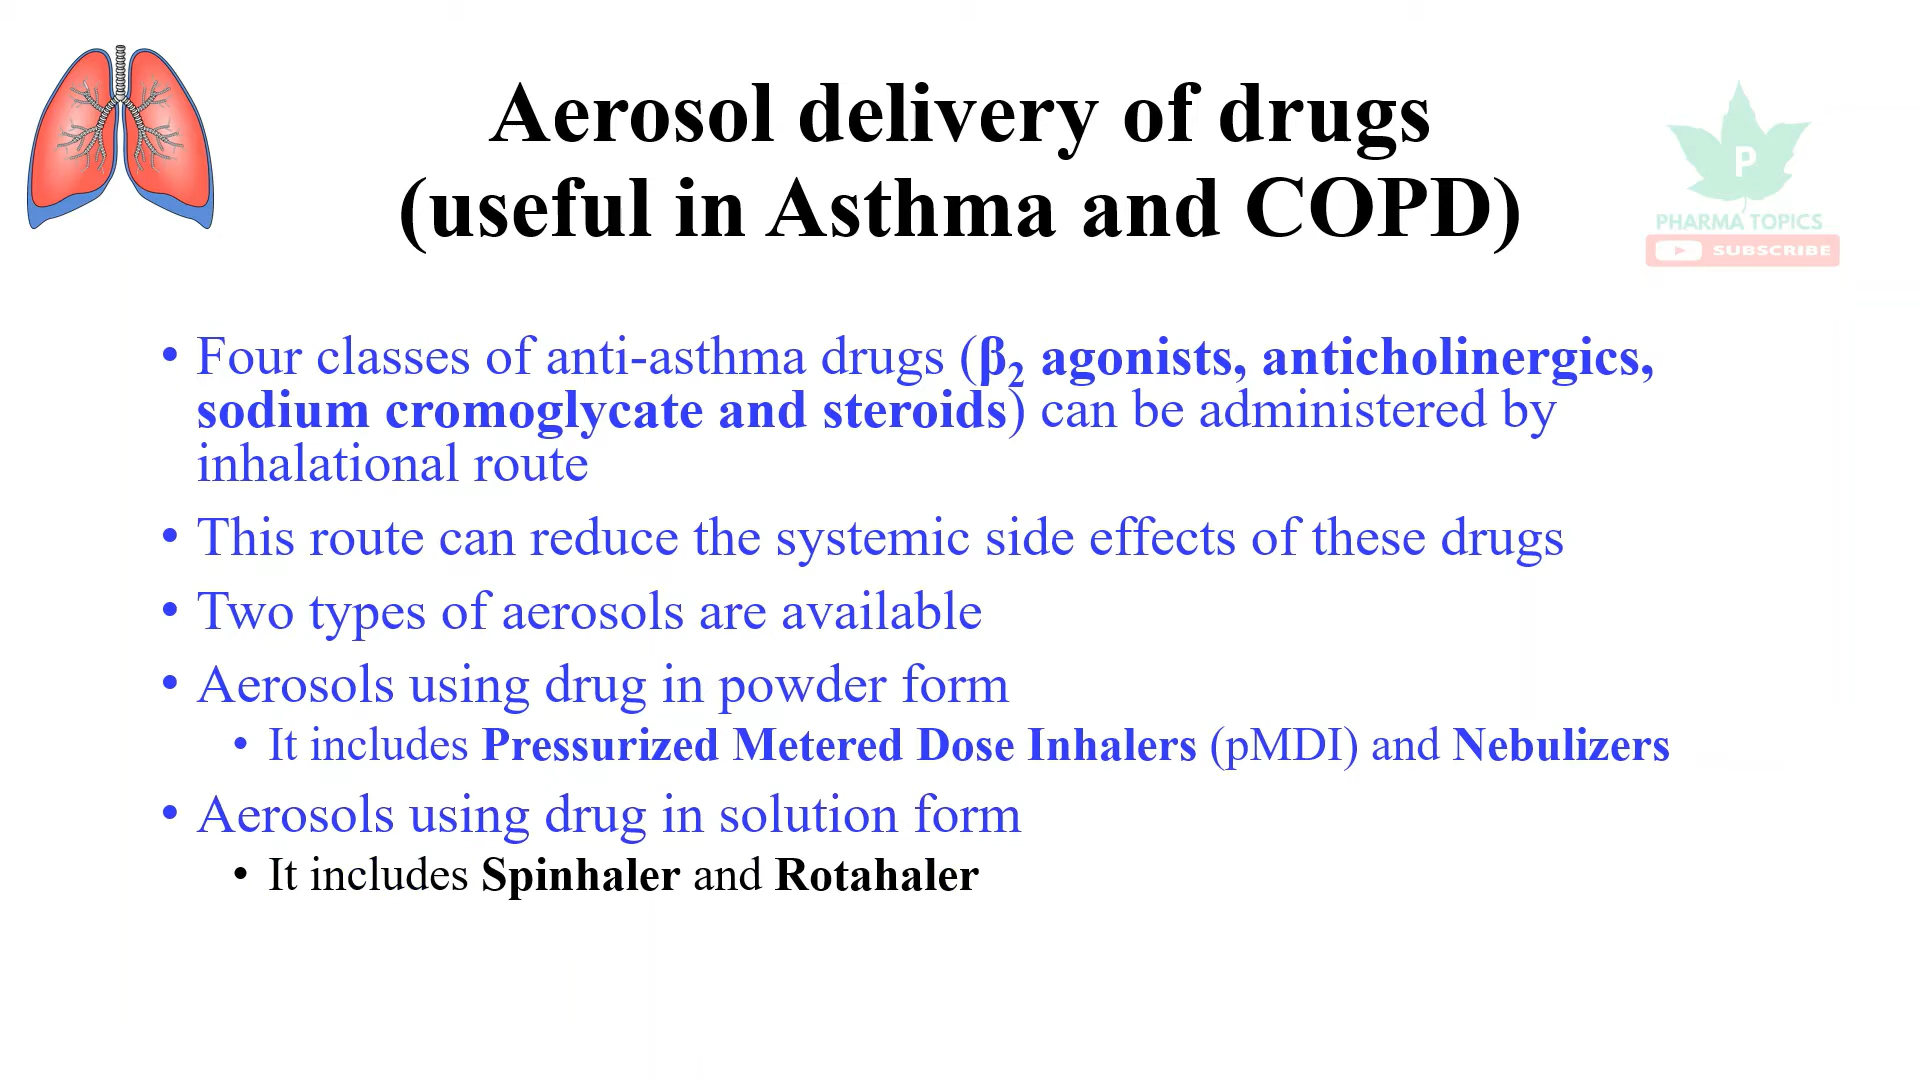 Aerosol delivery of drugs
(useful in Asthma and COPD)
P
PHARMA TOPICS
SUBSCRIBE
• Four classes of anti-asthma drugs (β₂ agonists, anticholinergics,
sodium cromoglycate and steroids) can be administered by
inhalational route
• This route can reduce the systemic side effects of these drugs
• Two types of aerosols are available
• Aerosols using drug in powder form
• It includes Pressurized Metered Dose Inhalers (pMDI) and Nebulizers
• Aerosols using drug in solution form
• It includes Spinhaler and Rotahaler